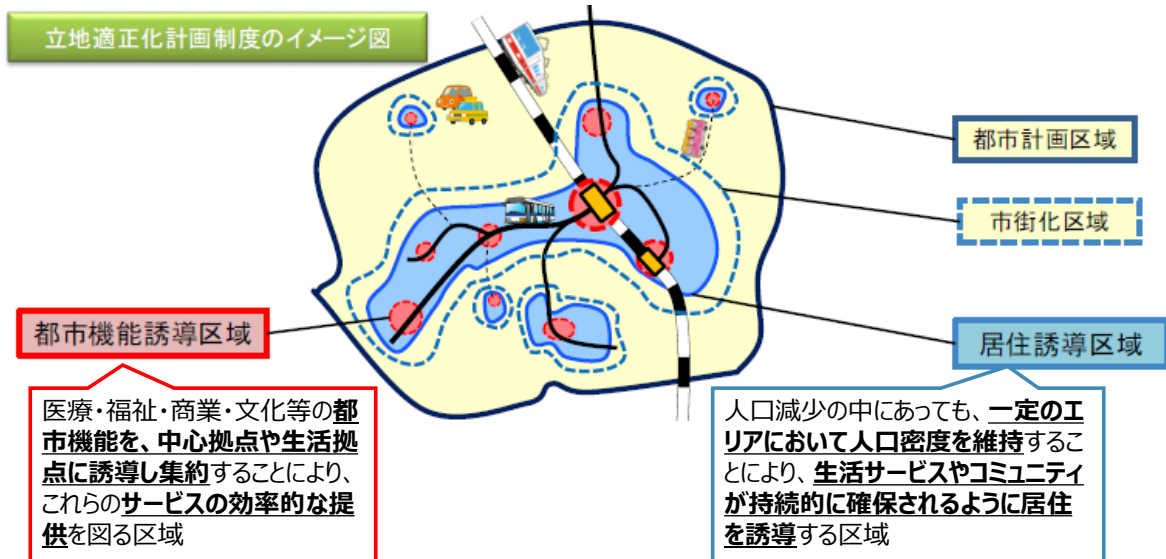 立地適正化計画制度のイメージ図
都市計画区域
市街化区域
都市機能誘導区域
居住誘導区域
医療・福祉・商業・文化等の都
市機能を、中心拠点や生活拠
点に誘導し集約することにより、
これらのサービスの効率的な提
供を図る区域
人口減少の中にあっても、一定のエ
リアにおいて人口密度を維持するこ
とにより、生活サービスやコミュニティ
が持続的に確保されるように居住
を誘導する区域